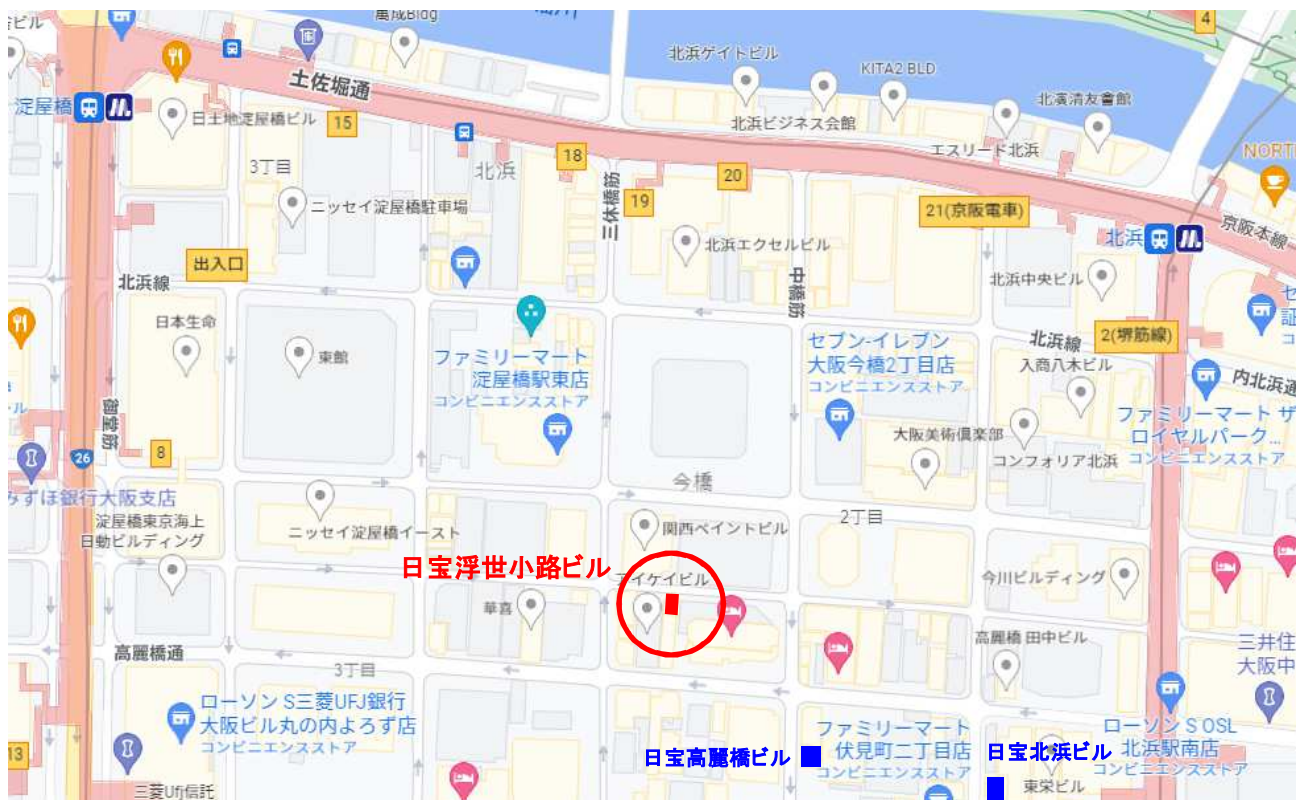 萬成Bldg
4
北浜ゲイトビル
KITA2 BLD
土佐堀通
淀屋橋
日土地淀屋橋ビル
15
北浜ビジネス会館
北濱清友會館
エスリード北浜
NORT
3丁目
北浜
18
三休橋筋
19
20
21(京阪電車)
ニッセイ淀屋橋駐車場
北浜エクセルビル
北浜
京阪本線
出入口
北浜線
中橋筋
北浜中央ビル
日本生命
東館
ファミリーマート
淀屋橋駅東店
コンビニエンスストア
セブン-イレブン
大阪今橋2丁目店
コンビニエンスストア
北浜線
2(堺筋線)
入商八木ビル
内北浜通
ファミリーマート ザ
ロイヤルパーク...
コンビニエンスストア
御堂筋
8
26
大阪美術倶楽部
コンフォリア北浜
みずほ銀行大阪支店
今橋
淀屋橋東京海上
日動ビルディング
ニッセイ淀屋橋イースト
関西ペイントビル
2丁目
日宝浮世小路ビル
アイケイビル
今川ビルディング
華喜
高麗橋 田中ビル
高麗橋通
3丁目
三井住
大阪中
ローソン S三菱UFJ銀行
大阪ビル丸の内よろず店
コンビニエンスストア
日宝高麗橋ビル
ファミリーマート
伏見町二丁目店
コンビニエンスストア
日宝北浜ビル
ローソン S OSL
北浜駅南店
コンビニエンスストア
13
三菱Ufj信託
東栄ビル